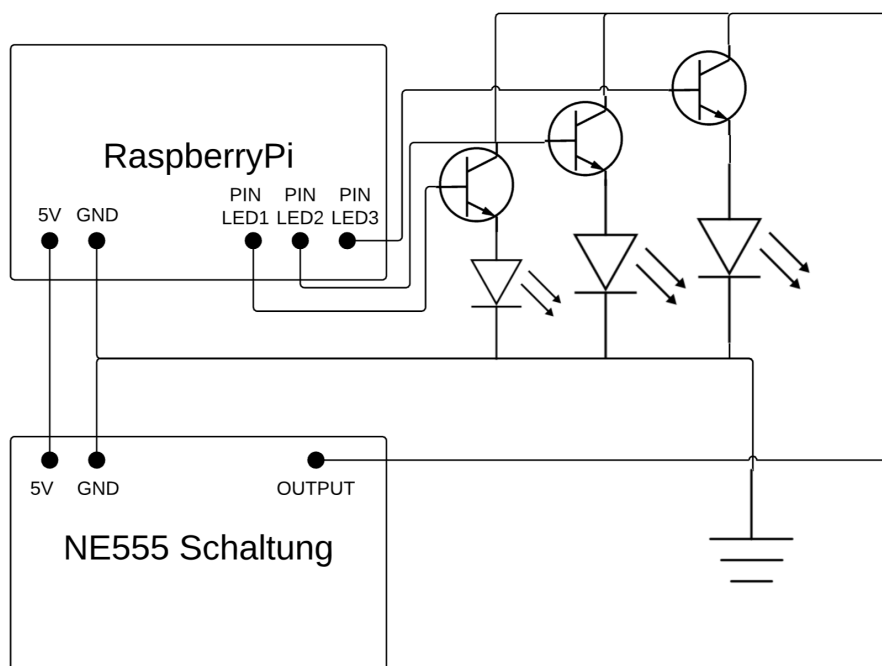 RaspberryPi
5V
GND
PIN
LED1
PIN
LED2
PIN
LED3
5V
GND
OUTPUT
NE555 Schaltung